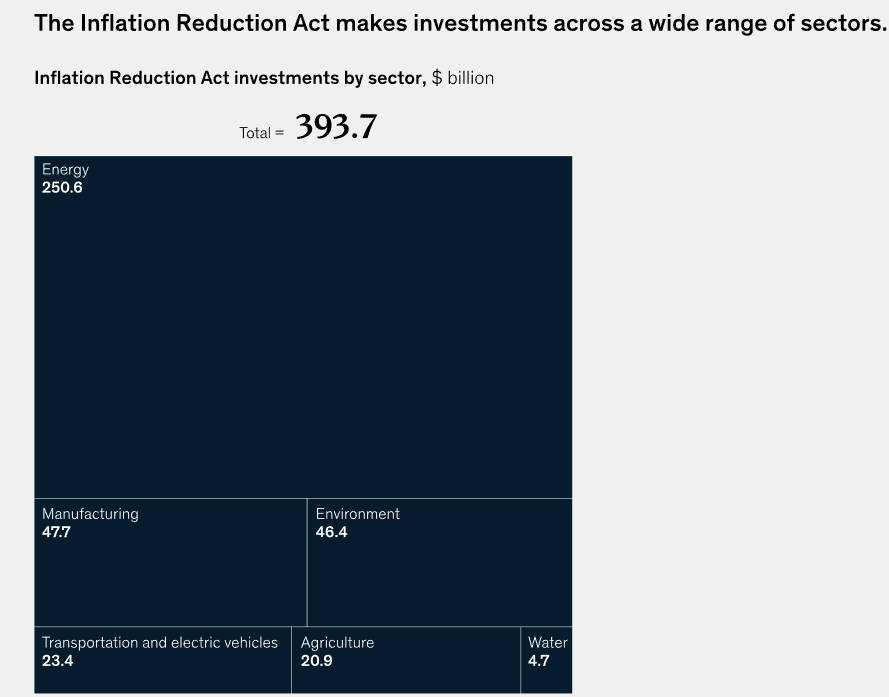 The Inflation Reduction Act makes investments across a wide range of sectors.
Inflation Reduction Act investments by sector, $ billion
Total = 393.7
Energy
250.6
Manufacturing
47.7
Environment
46.4
Transportation and electric vehicles
23.4
Agriculture
20.9
Water
4.7